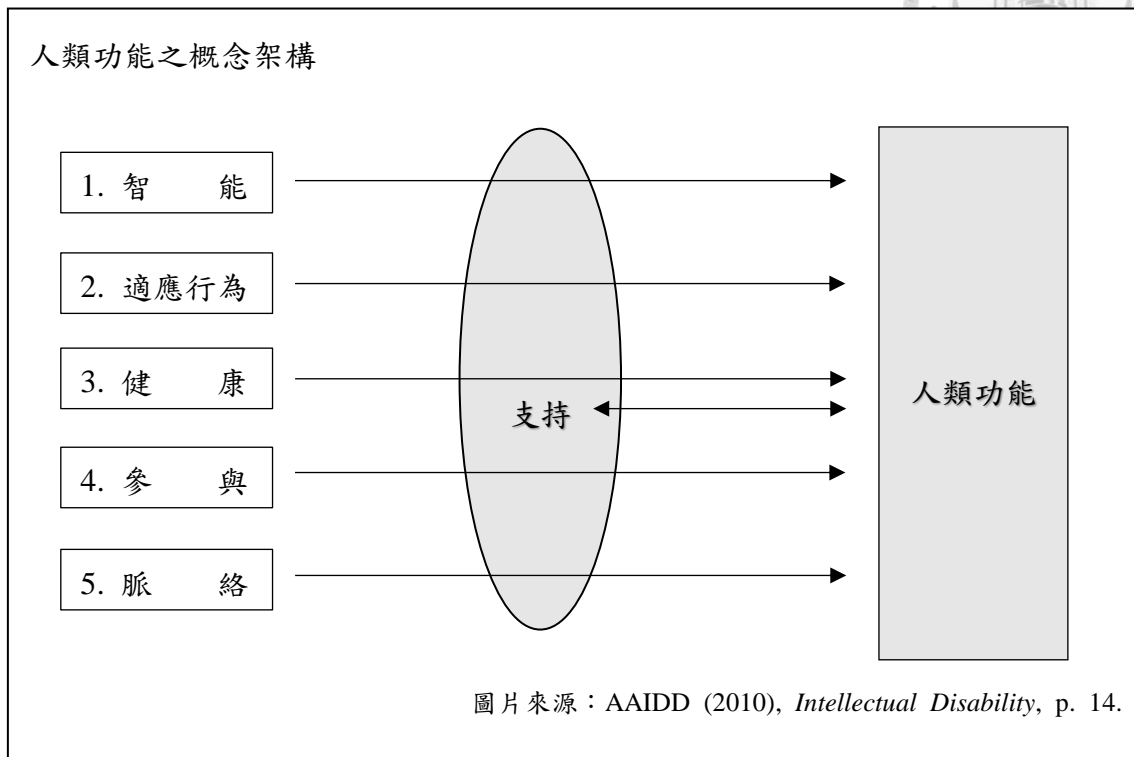 人類功能之概念架構
1. 智 能
2. 適應行為
3. 健 康
支持
人類功能
4. 參 與
5. 脈 絡
圖片來源：AAIDD (2010), Intellectual Disability, p. 14.